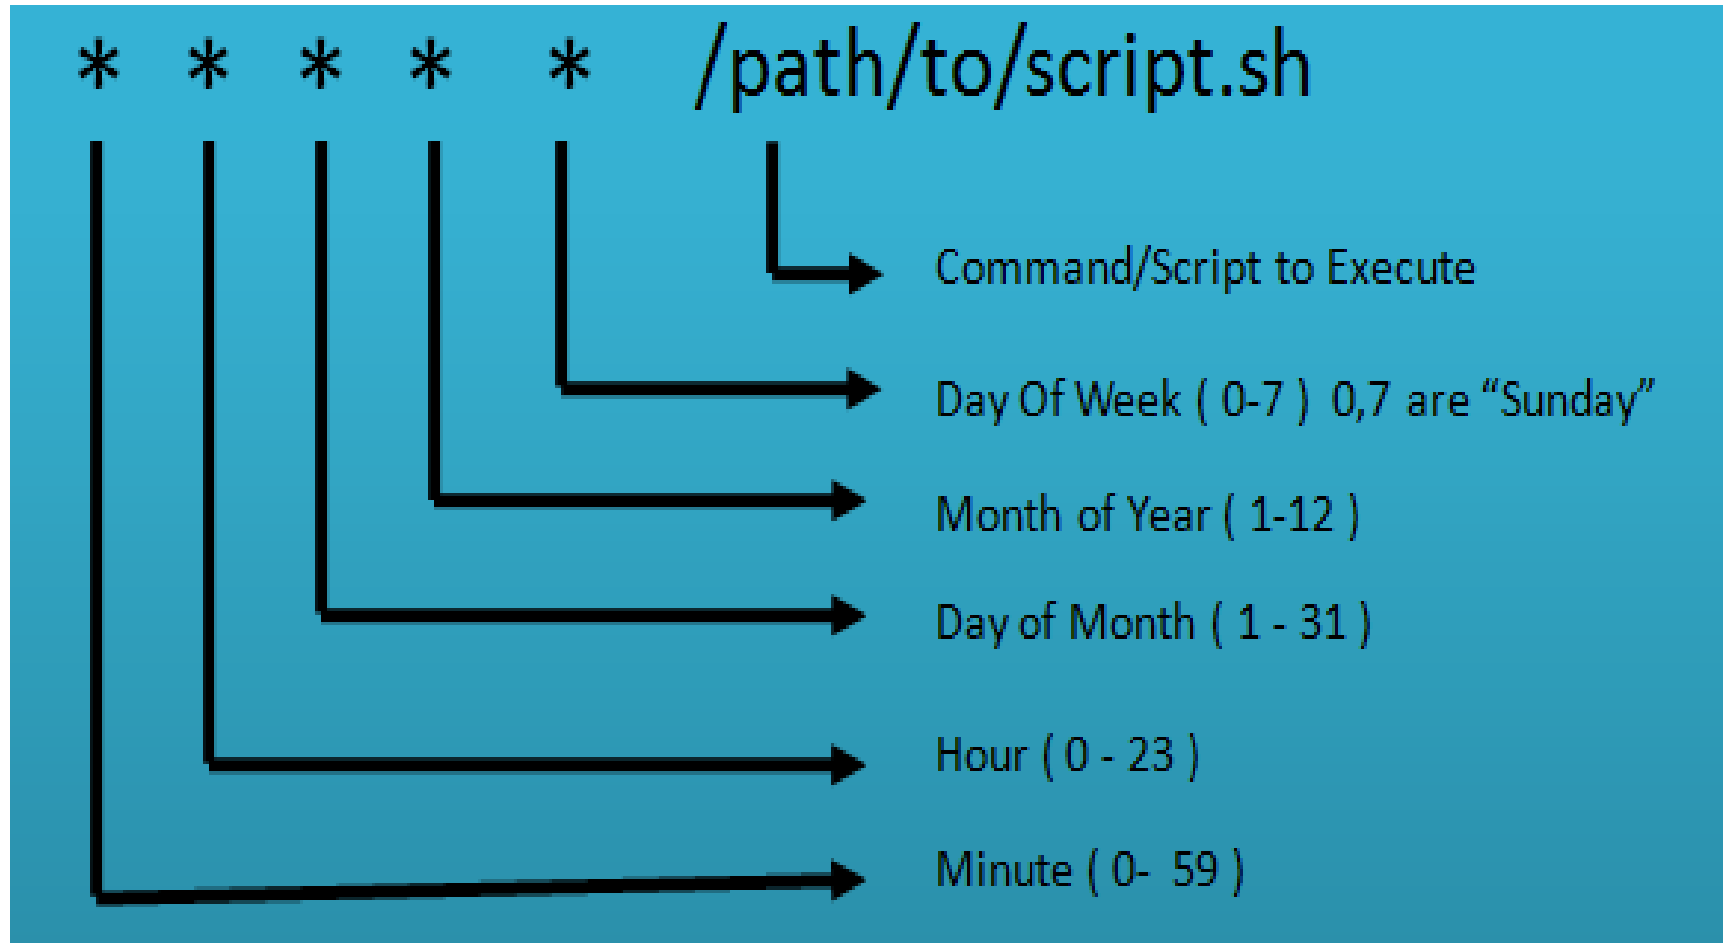 * * * * * /path/to/script.sh
Command/Script to Execute
Day Of Week ( 0-7 ) 0,7 are “Sunday”
Month of Year ( 1-12 )
Day of Month ( 1 - 31 )
Hour ( 0 - 23 )
Minute ( 0- 59 )